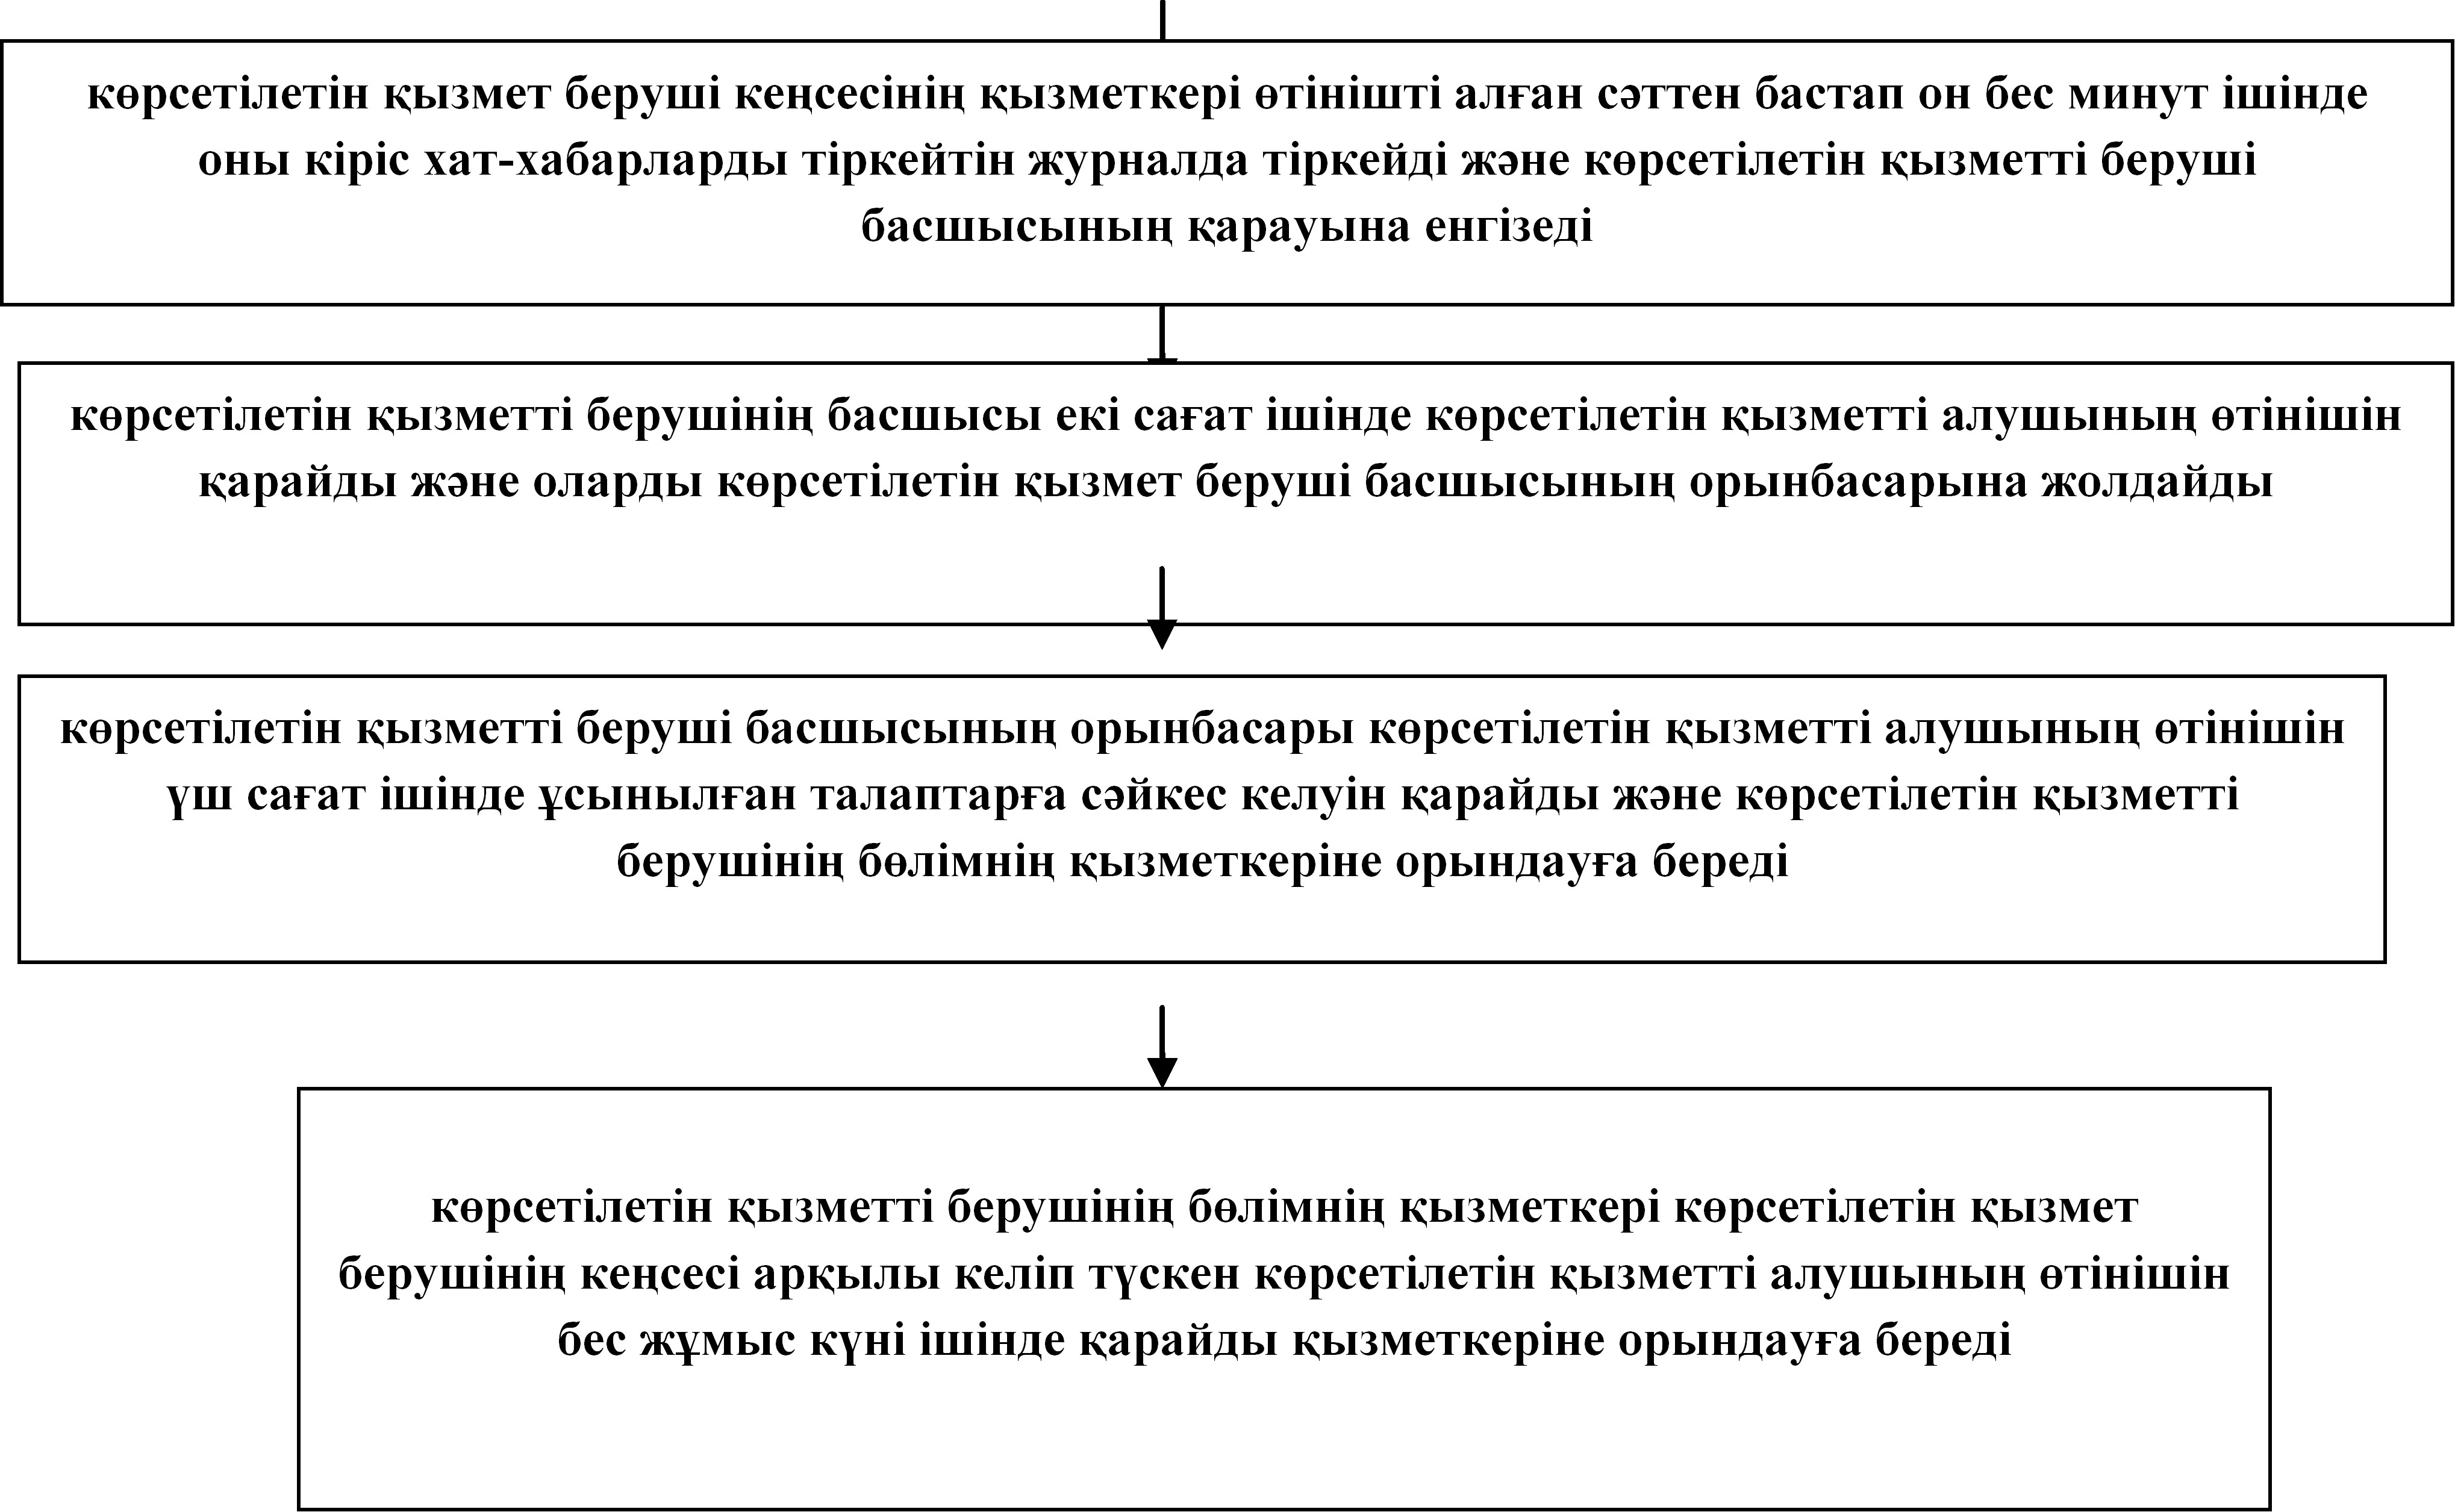 көрсетілетін қызмет беруші кеңсесінің қызметкері өтінішті алған сәттен бастап он бес минут ішінде
оны кіріс хат-хабарларды тіркейтін журналда тіркейді және көрсетілетін қызметті беруші
басшысының қарауына енгізеді
көрсетілетін қызметті берушінің басшысы екі сағат ішінде көрсетілетін қызметті алушының өтінішін
қарайды және оларды көрсетілетін қызмет беруші басшысының орынбасарына жолдайды
көрсетілетін қызметті беруші басшысының орынбасары көрсетілетін қызметті алушының өтінішін
үш сағат ішінде ұсынылған талаптарға сәйкес келуін қарайды және көрсетілетін қызметті
берушінің бөлімнің қызметкеріне орындауға береді
көрсетілетін қызметті берушінің бөлімнің қызметкері көрсетілетін қызмет
берушінің кеңсесі арқылы келіп түскен көрсетілетін қызметті алушының өтінішін
бес жұмыс күні ішінде қарайды қызметкеріне орындауға береді